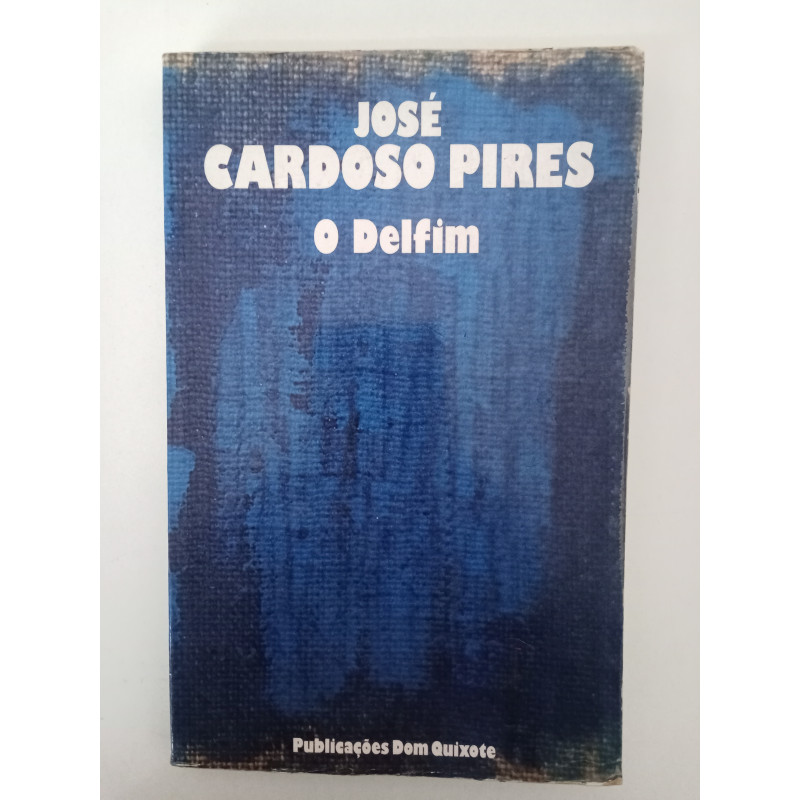 JOSÉ
CARDOSO PIRES
O Delfim
Publicações Dom Quixote